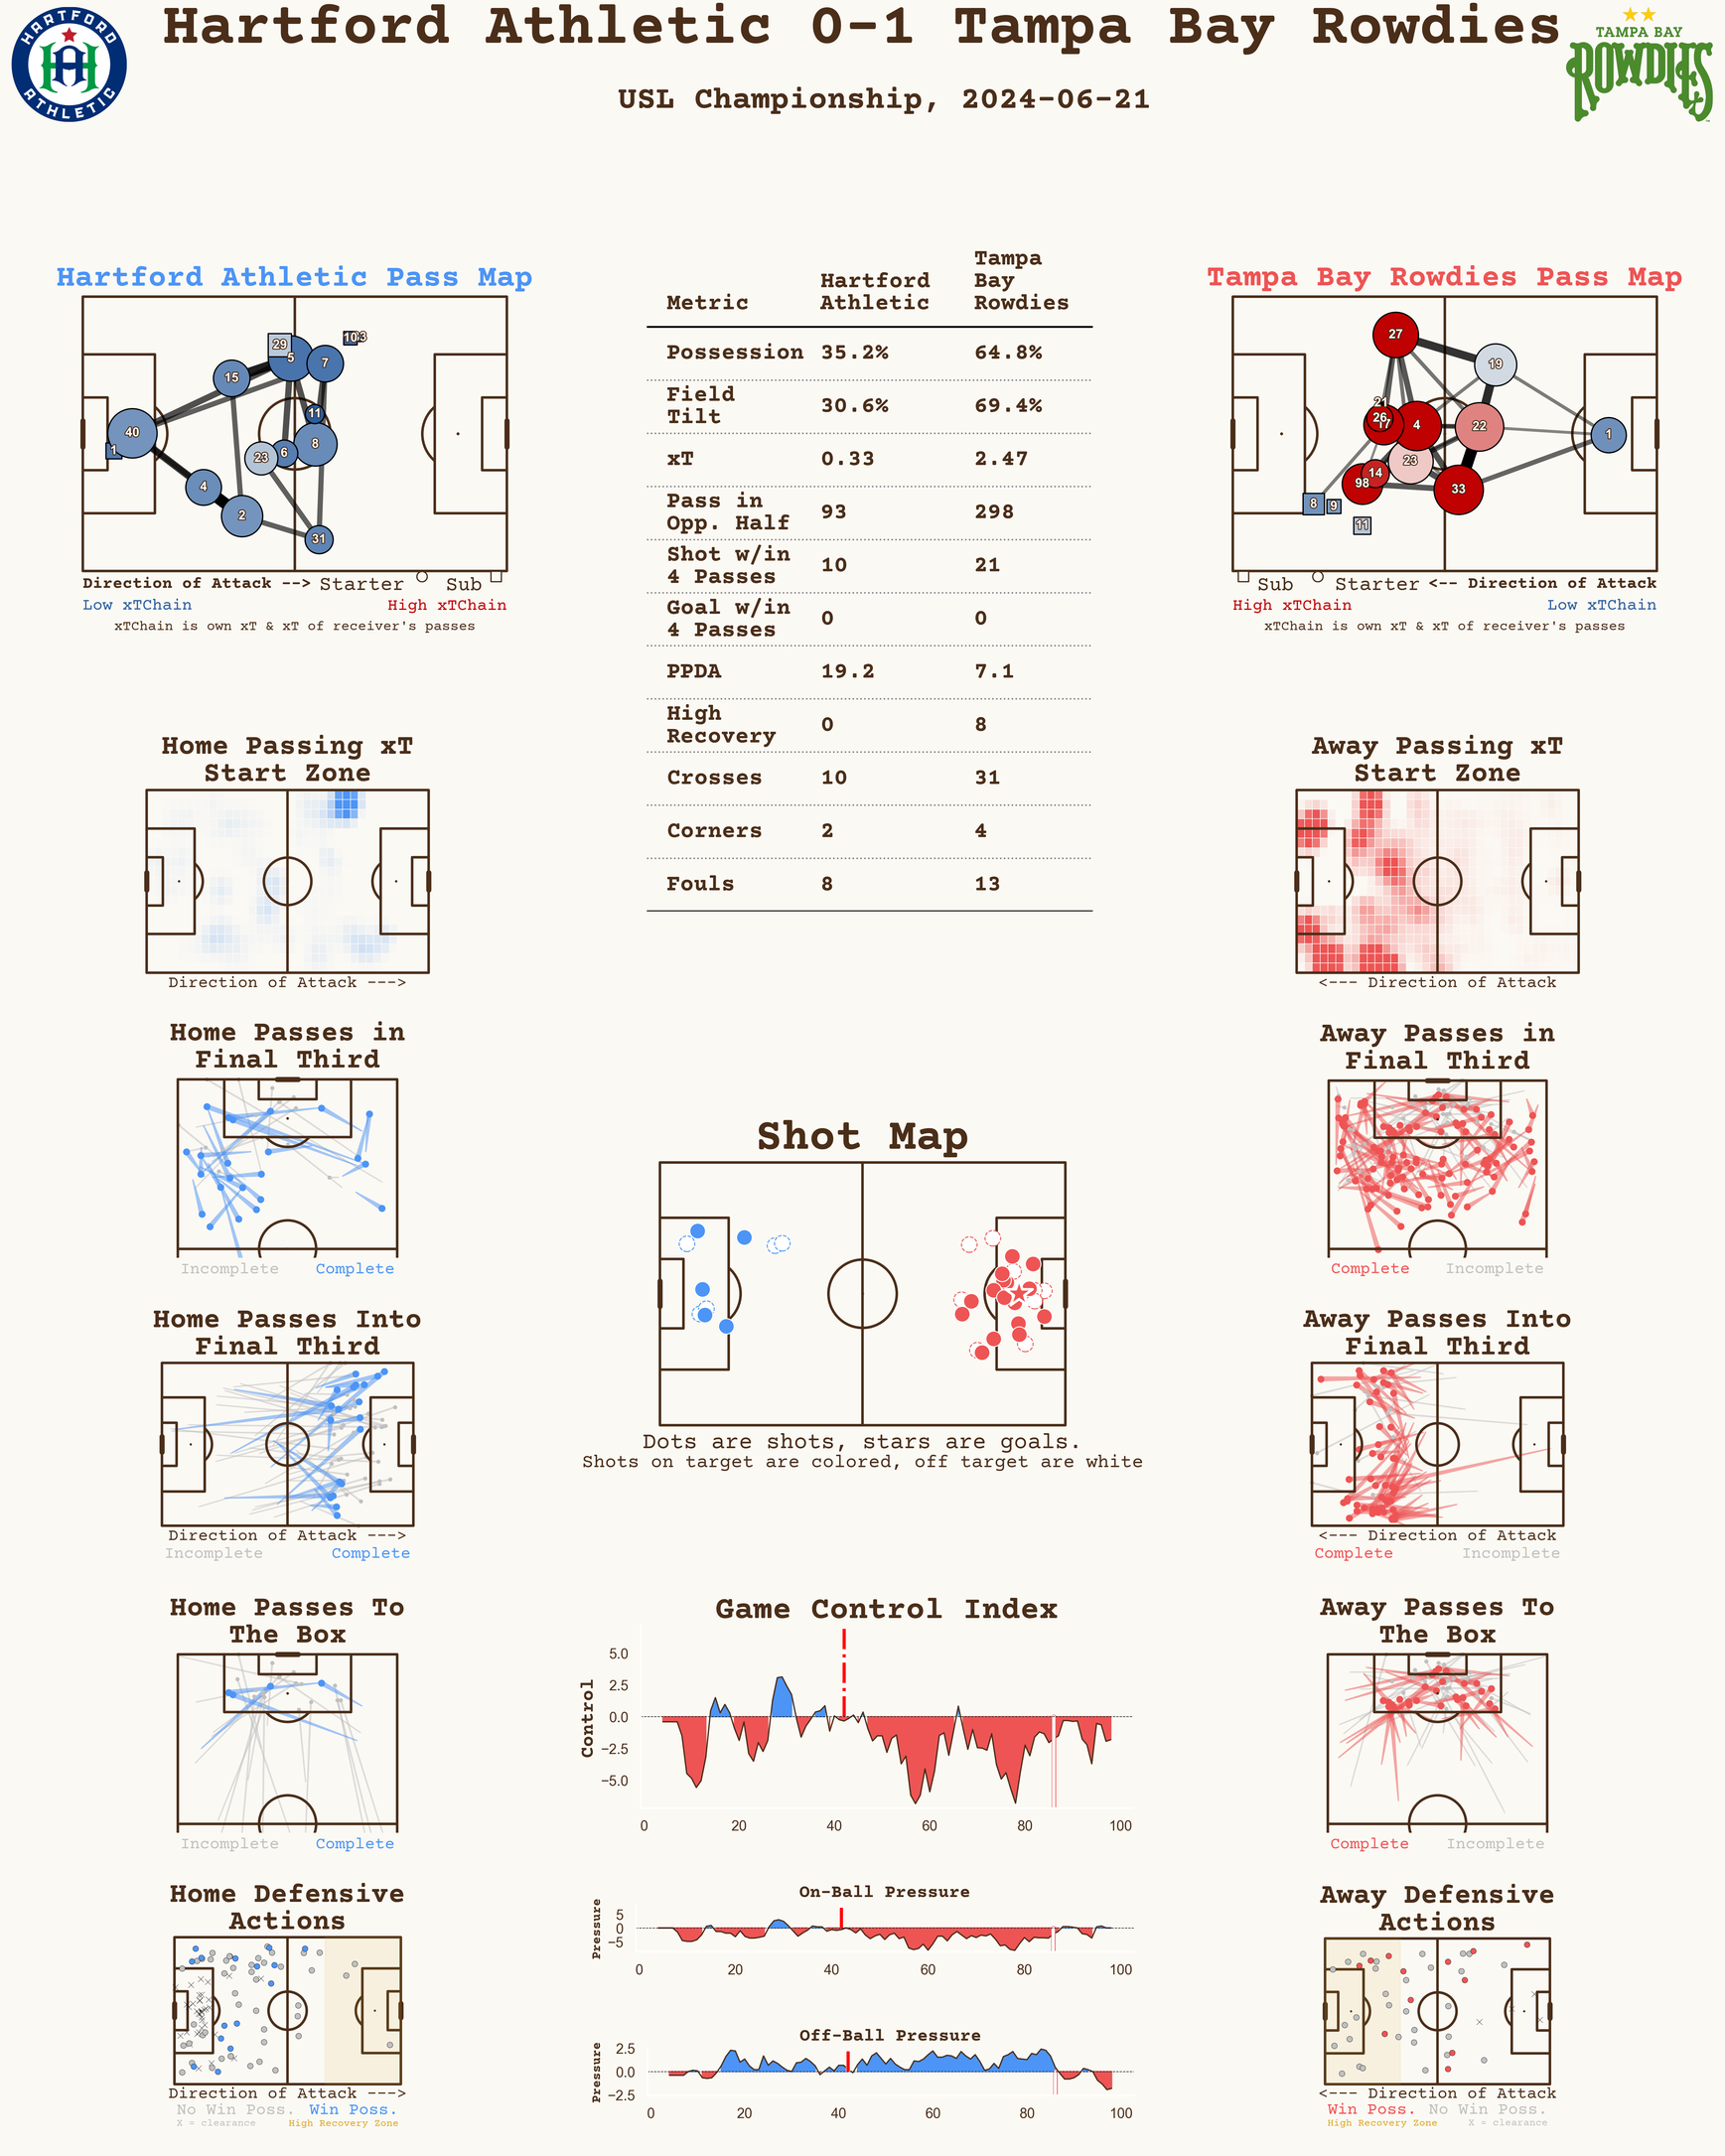 Hartford Athletic 0-1 Tampa Bay Rowdies
USL Championship, 2024-06-21
HARTFORD
ATHLETIC
TAMPA BAY
ROWDIES
Hartford Athletic Pass Map
29
10
5
7
15
11
40
8
1
6
23
4
2
31
Direction of Attack --> Starter Sub
Low xTChain High xTChain
xTChain is own xT & xT of receiver's passes
Metric Hartford Athletic Tampa Bay Rowdies
Possession 35.2% 64.8%
Field Tilt 30.6% 69.4%
xT 0.33 2.47
Pass in Opp. Half 93 298
Shot w/in 4 Passes 10 21
Goal w/in 4 Passes 0 0
PPDA 19.2 7.1
High Recovery 0 8
Crosses 10 31
Corners 2 4
Fouls 8 13
Tampa Bay Rowdies Pass Map
27
19
21
26
17
4
22
1
23
14
98
33
8
9
11
Sub Starter <-- Direction of Attack
High xTChain Low xTChain
xTChain is own xT & xT of receiver's passes
Home Passing xT
Start Zone
Direction of Attack --->
Home Passes in
Final Third
Incomplete Complete
Home Passes Into
Final Third
Direction of Attack --->
Incomplete Complete
Home Passes To
The Box
Incomplete Complete
Home Defensive
Actions
Direction of Attack --->
No Win Poss. Win Poss.
X = clearance High Recovery Zone
Shot Map
Dots are shots, stars are goals.
Shots on target are colored, off target are white
Game Control Index
Control
5.0
2.5
0.0
−2.5
−5.0
0 20 40 60 80 100
On-Ball Pressure
Pressure
5
0
−5
0 20 40 60 80 100
Off-Ball Pressure
Pressure
2.5
0.0
−2.5
0 20 40 60 80 100
Away Passing xT
Start Zone
<--- Direction of Attack
Away Passes in
Final Third
Complete Incomplete
Away Passes Into
Final Third
<--- Direction of Attack
Complete Incomplete
Away Passes To
The Box
Complete Incomplete
Away Defensive
Actions
<--- Direction of Attack
Win Poss. No Win Poss.
High Recovery Zone X = clearance